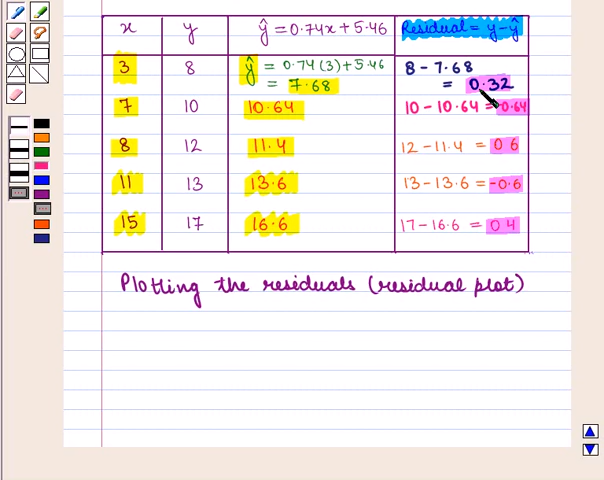 x y ŷ = 0.74x + 5.46 Residual = y - ŷ
3 8 ŷ = 0.74 (3) + 5.46 8 - 7.68
= 7.68 = 0.32
7 10 10.64 10 - 10.64 = -0.64
8 12 11.4 12 - 11.4 = 0 6
11 13 13.6 13 - 13.6 = -0.6
15 17 16.6 17 - 16.6 = 0 4
Plotting the residuals (residual plot)